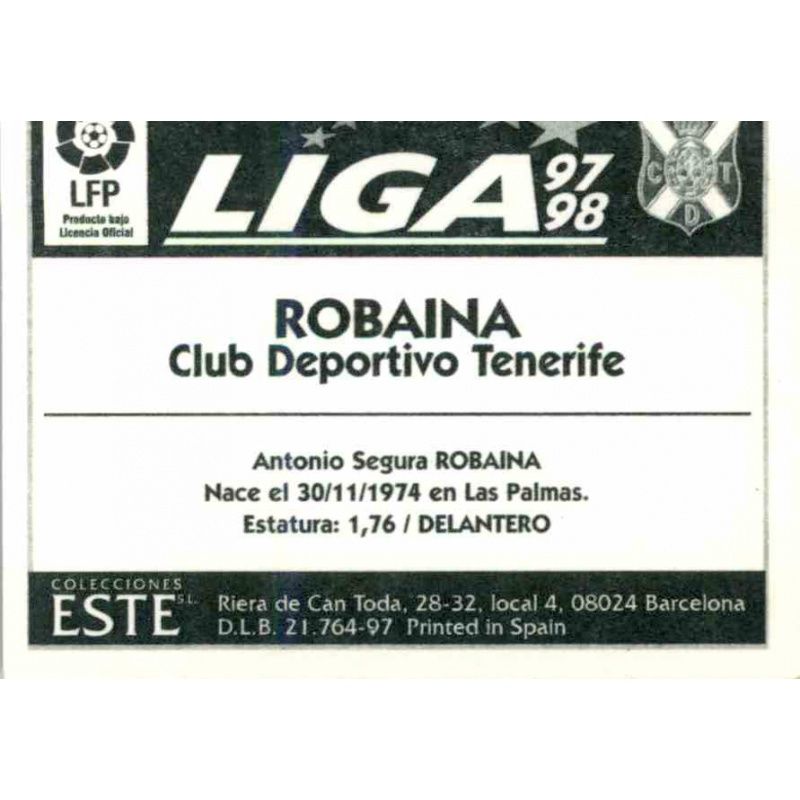 LFP
Producto bajo
Licencia Oficial
LIGA 97
98
C T
D
ROBAINA
Club Deportivo Tenerife
Antonio Segura ROBAINA
Nace el 30/11/1974 en Las Palmas.
Estatura: 1,76 / DELANTERO
COLECCIONES
ESTE S.L.
Riera de Can Toda, 28-32, local 4, 08024 Barcelona
D.L.B. 21.764-97 Printed in Spain